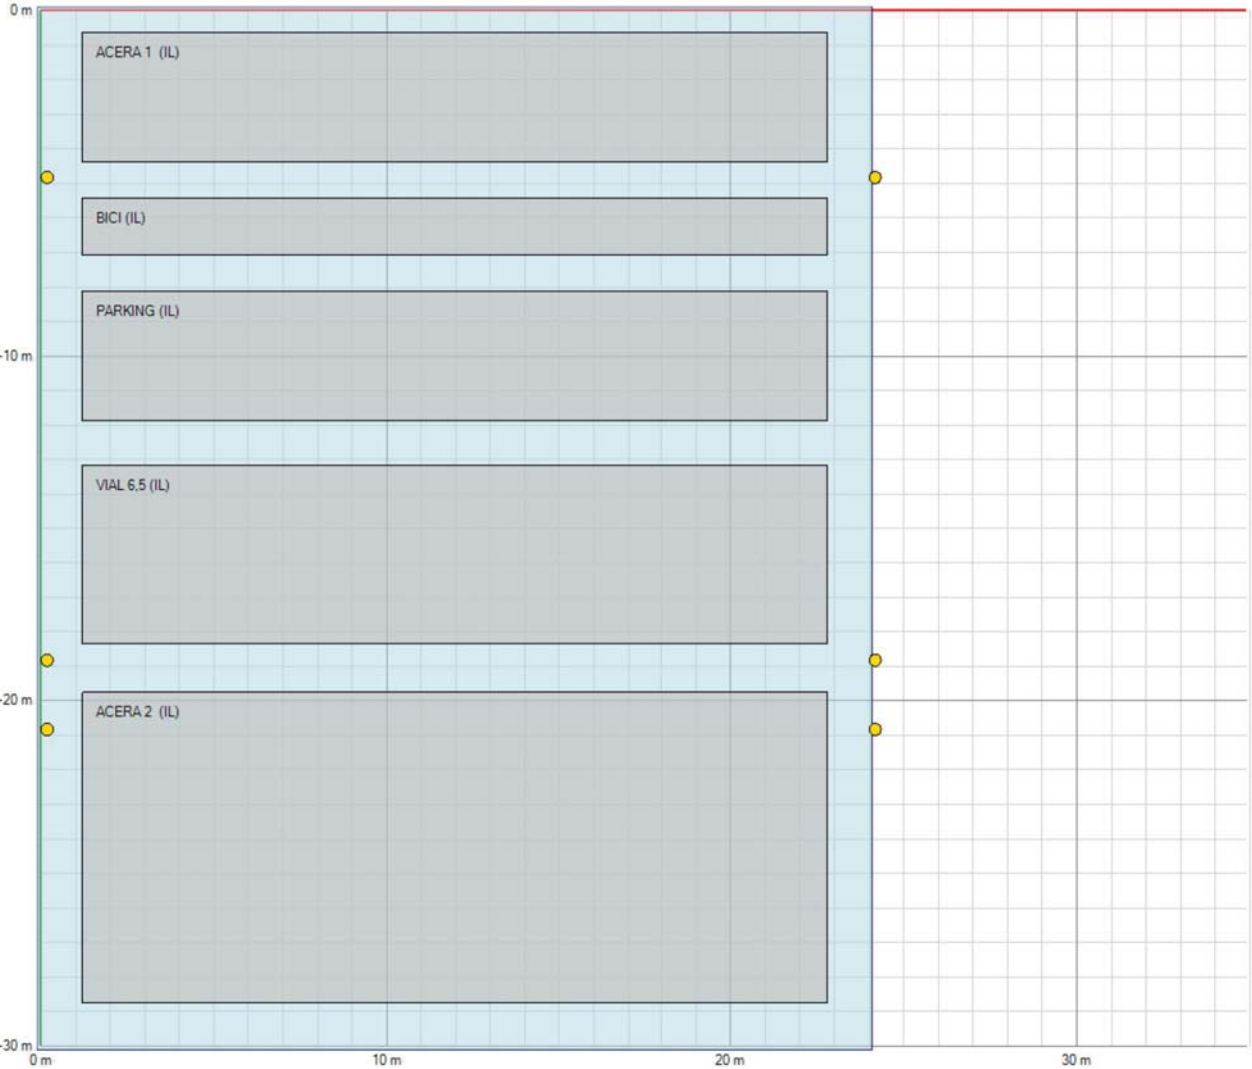 0 m
ACERA 1 (IL)
BICI (IL)
PARKING (IL)
-10 m
VIAL 6,5 (IL)
-20 m
ACERA 2 (IL)
-30 m
0 m 10 m 20 m 30 m